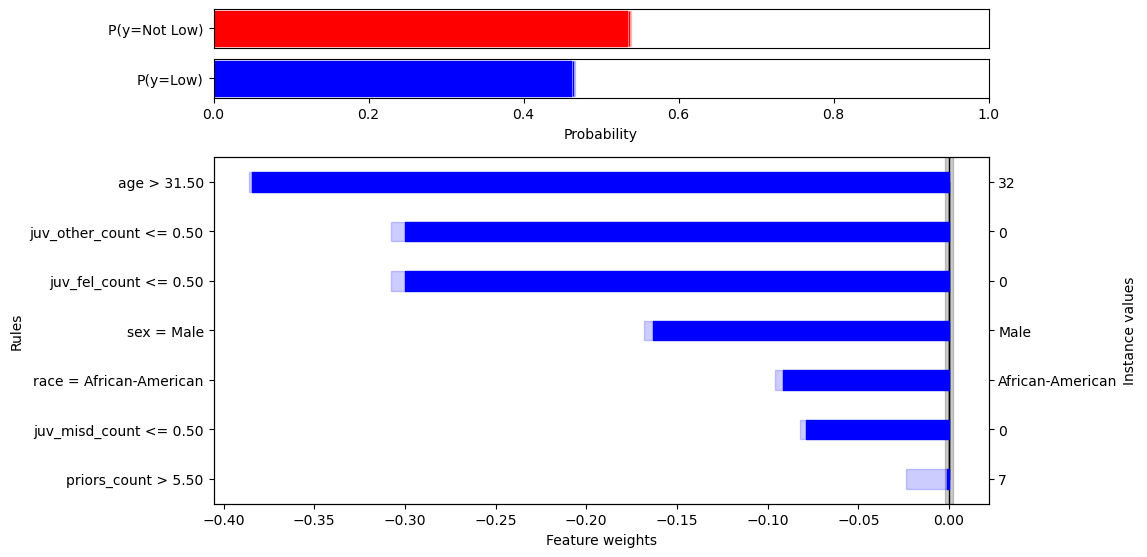 P(y=Not Low)
P(y=Low)
0.0 0.2 0.4 0.6 0.8 1.0
Probability
Rules
age > 31.50 32
juv_other_count <= 0.50 0
juv_fel_count <= 0.50 0
sex = Male Male
race = African-American African-American
juv_misd_count <= 0.50 0
priors_count > 5.50 7
Instance values
−0.40 −0.35 −0.30 −0.25 −0.20 −0.15 −0.10 −0.05 0.00
Feature weights